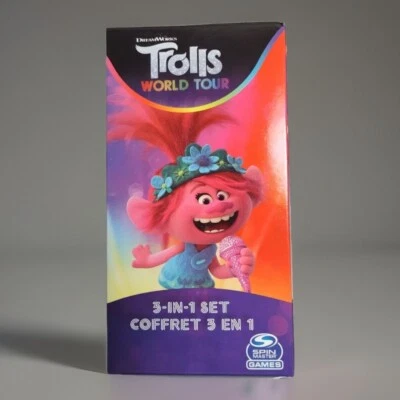 DREAMWORKS
Trolls
WORLD TOUR
3-IN-1 SET
COFFRET 3 EN 1
SPIN
MASTER
GAMES